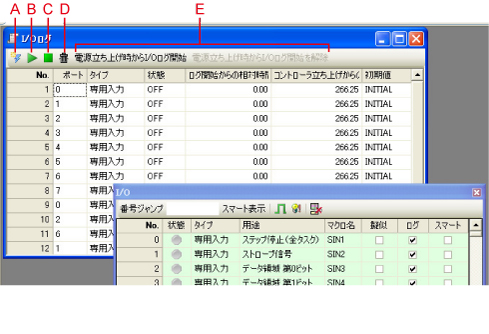 A B C D E
I/Oログ
電源立ち上げ時からI/Oログ開始 電源立ち上げ時からI/Oログ開始を解除
No. ポート タイプ 状態 ログ開始からの相対時間 コントローラ立ち上げから( 初期値
1 0 専用入力 OFF 0.00 266.25 INITIAL
2 1 専用入力 OFF 0.00 266.25 INITIAL
3 2 専用入力 OFF 0.00 266.25 INITIAL
4 3 専用入力 OFF 0.00 266.25 INITIAL
5 4 専用入力 OFF 0.00 266.25 INITIAL
6 5 専用入力 OFF 0.00 266.25 INITIAL
7 6 専用入力 OFF 0.00 266.25 INITIAL
8 7 専用入
9 0 専用入
10 2 専用入
11 6 専用入
12 1 専用入
I/O
番号ジャンプ スマート表示
No. 状態 タイプ 用途 マクロ名 擬似 ログ スマート
0 専用入力 ステップ停止(全タスク) SIN1
1 専用入力 ストローブ信号 SIN2
2 専用入力 データ領域 第0ビット SIN3
3 専用入力 データ領域 第1ビット SIN4